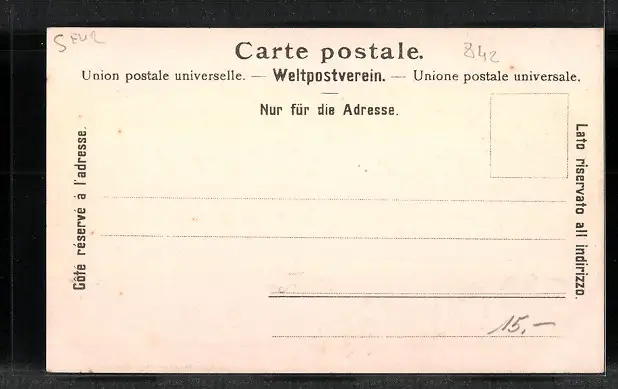 842
Carte postale.
Union postale universelle. — Weltpostverein. — Unione postale universale.
Nur für die Adresse.
Côté réservé à l'adresse.
Lato riservato all indirizzo.
15,—